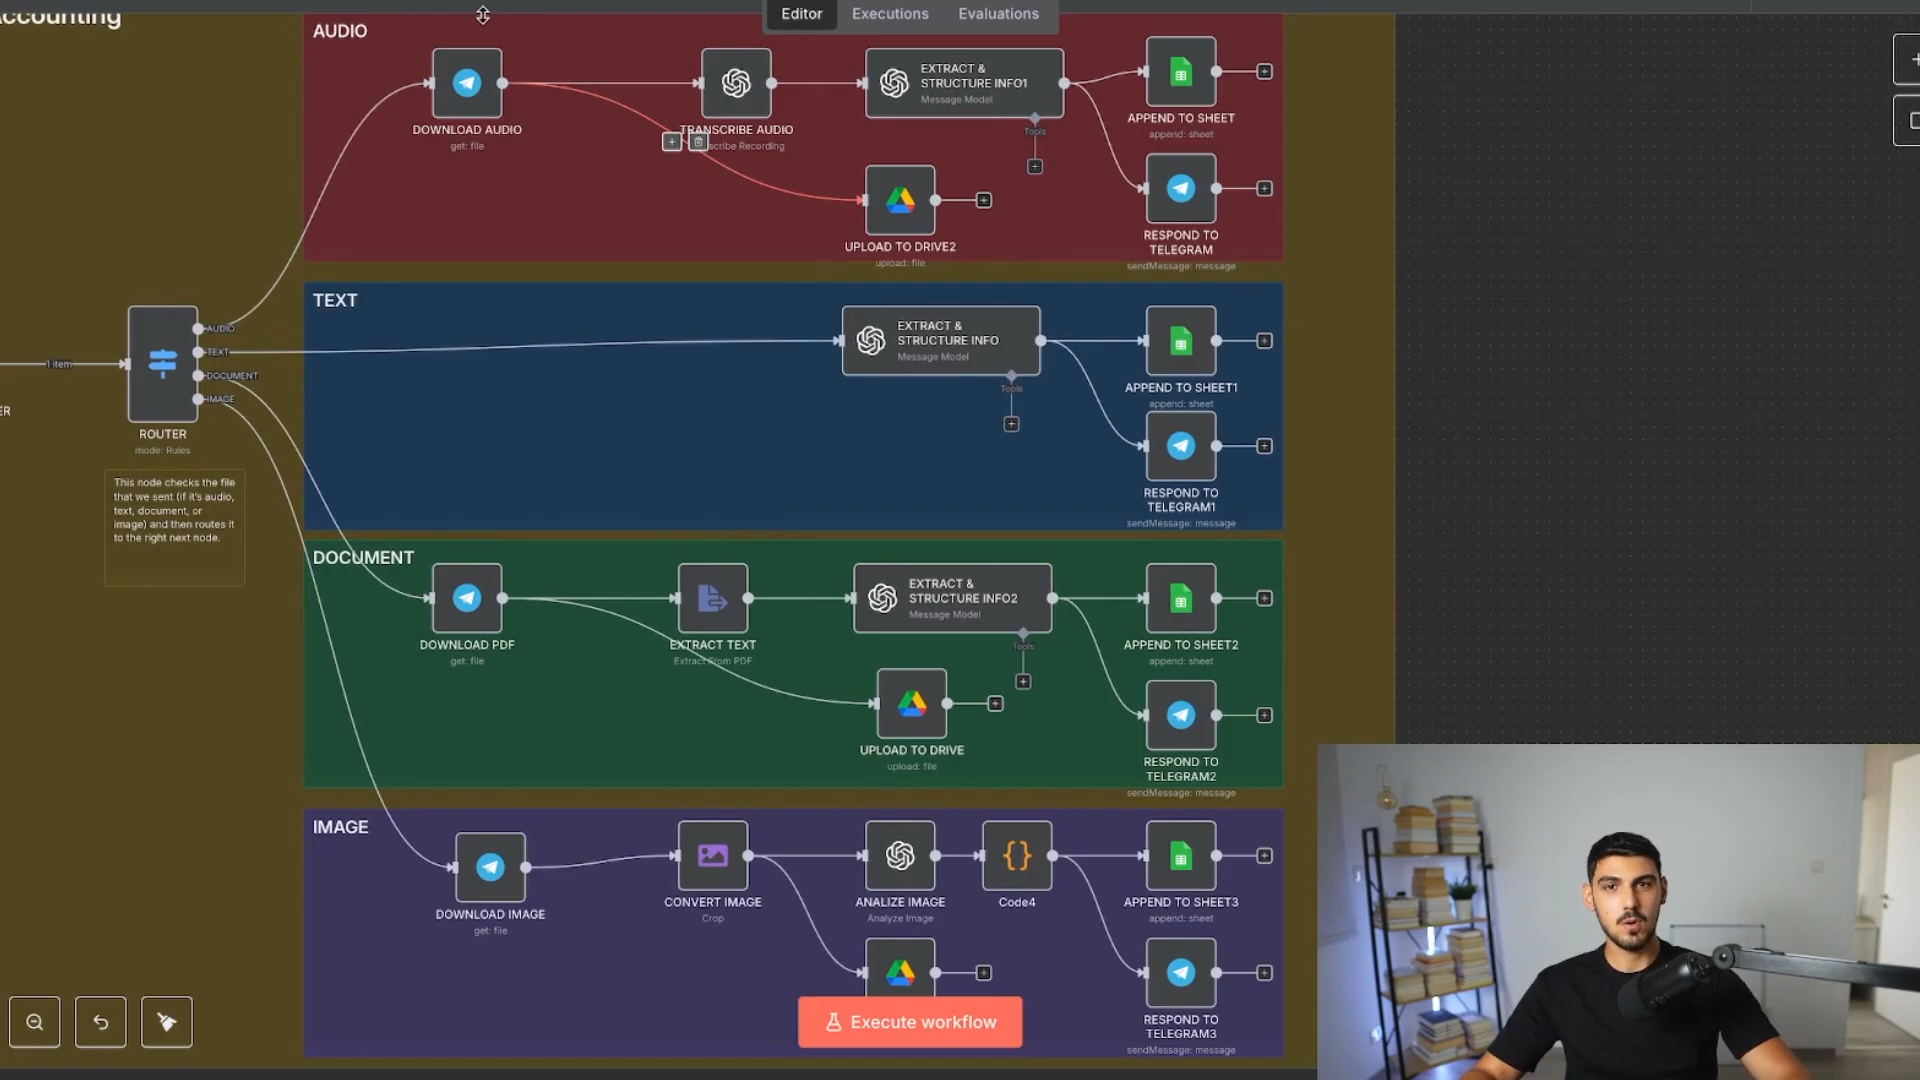 ccounting
Editor
Executions
Evaluations
AUDIO
DOWNLOAD AUDIO
get: file
TRANSCRIBE AUDIO
scribe Recording
EXTRACT &
STRUCTURE INFO1
Message Model
Tools
APPEND TO SHEET
append: sheet
UPLOAD TO DRIVE2
upload: file
RESPOND TO
TELEGRAM
sendMessage: message
1 item
AUDIO
TEXT
DOCUMENT
IMAGE
ER
ROUTER
mode: Rules
This node checks the file
that we sent (if it's audio,
text, document, or
image) and then routes it
to the right next node.
TEXT
EXTRACT &
STRUCTURE INFO
Message Model
Tools
APPEND TO SHEET1
append: sheet
RESPOND TO
TELEGRAM1
sendMessage: message
DOCUMENT
DOWNLOAD PDF
get: file
EXTRACT TEXT
Extract From PDF
EXTRACT &
STRUCTURE INFO2
Message Model
Tools
APPEND TO SHEET2
append: sheet
UPLOAD TO DRIVE
upload: file
RESPOND TO
TELEGRAM2
sendMessage: message
IMAGE
DOWNLOAD IMAGE
get: file
CONVERT IMAGE
Crop
ANALIZE IMAGE
Analyze Image
Code4
APPEND TO SHEET3
append: sheet
RESPOND TO
TELEGRAM3
sendMessage: message
Execute workflow